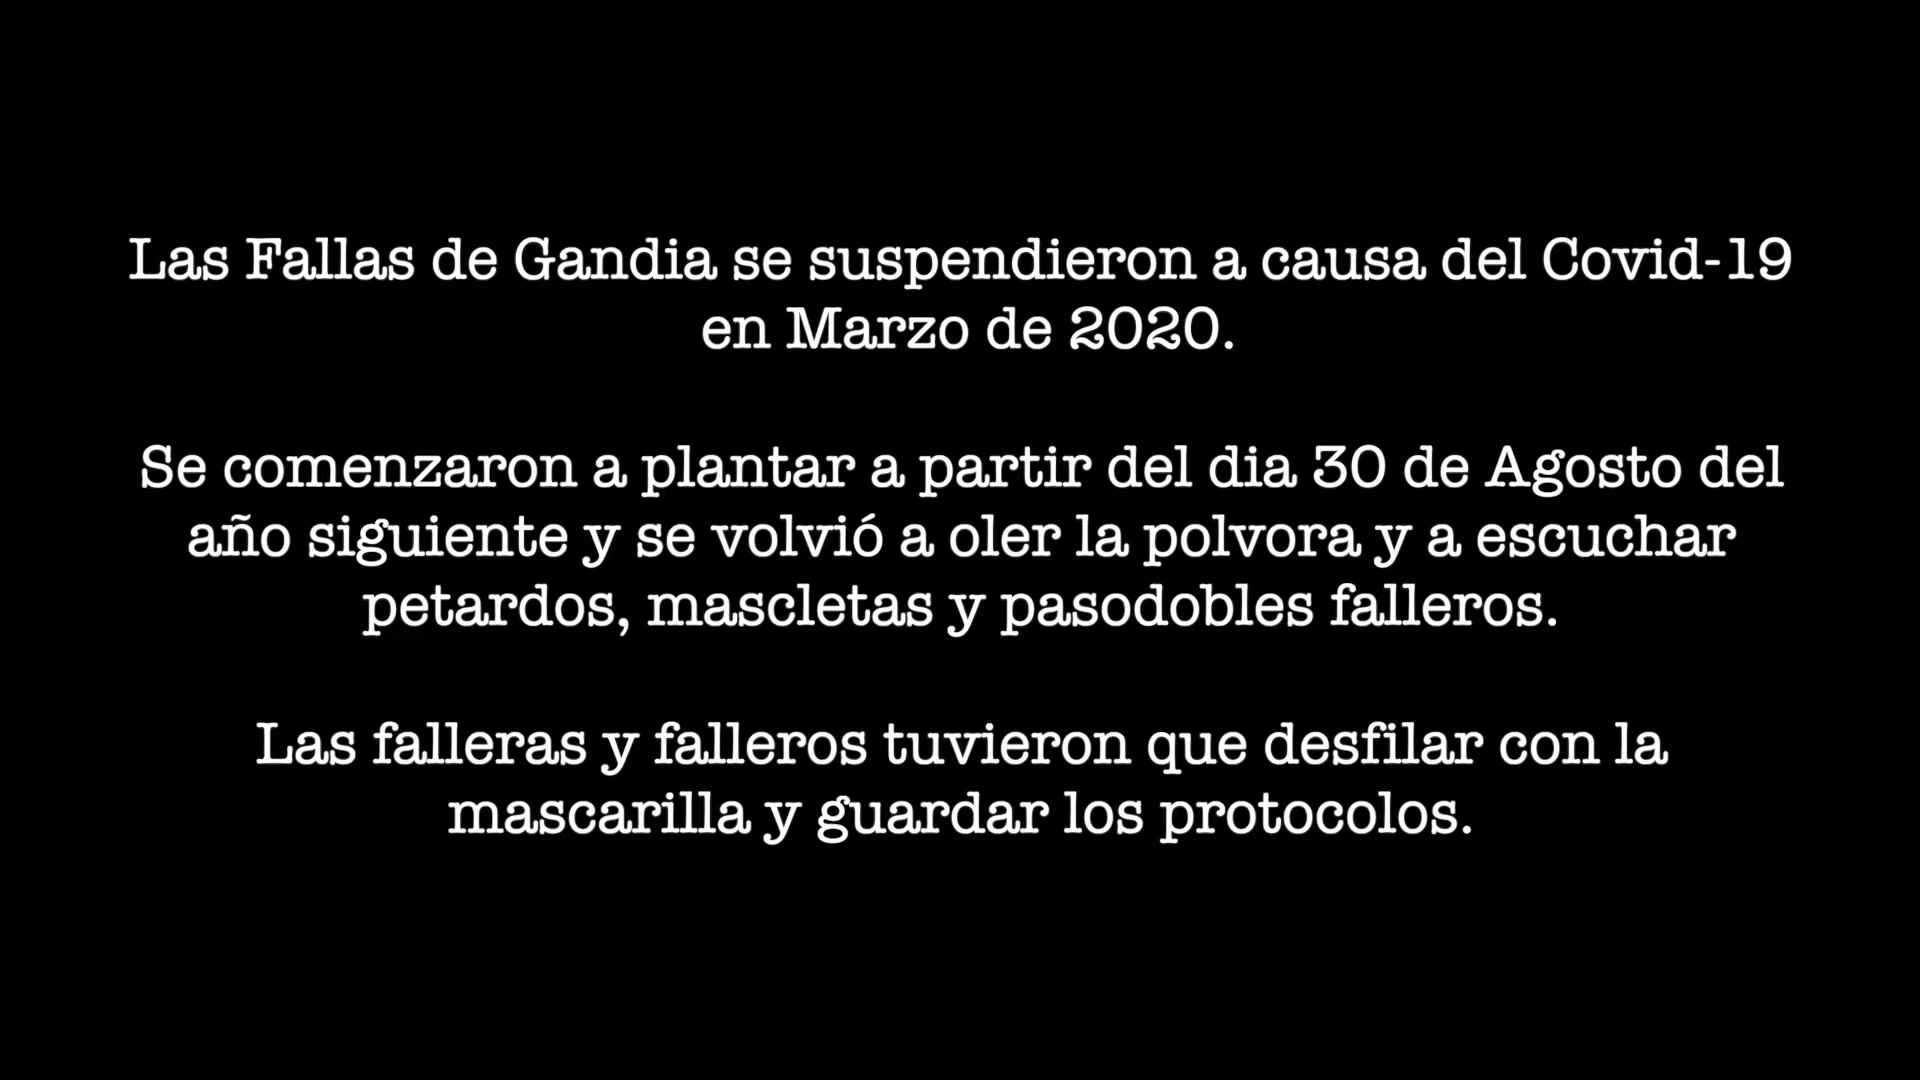 Las Fallas de Gandia se suspendieron a causa del Covid-19
en Marzo de 2020.
Se comenzaron a plantar a partir del dia 30 de Agosto del
año siguiente y se volvió a oler la polvora y a escuchar
petardos, mascletas y pasodobles falleros.
Las falleras y falleros tuvieron que desfilar con la
mascarilla y guardar los protocolos.